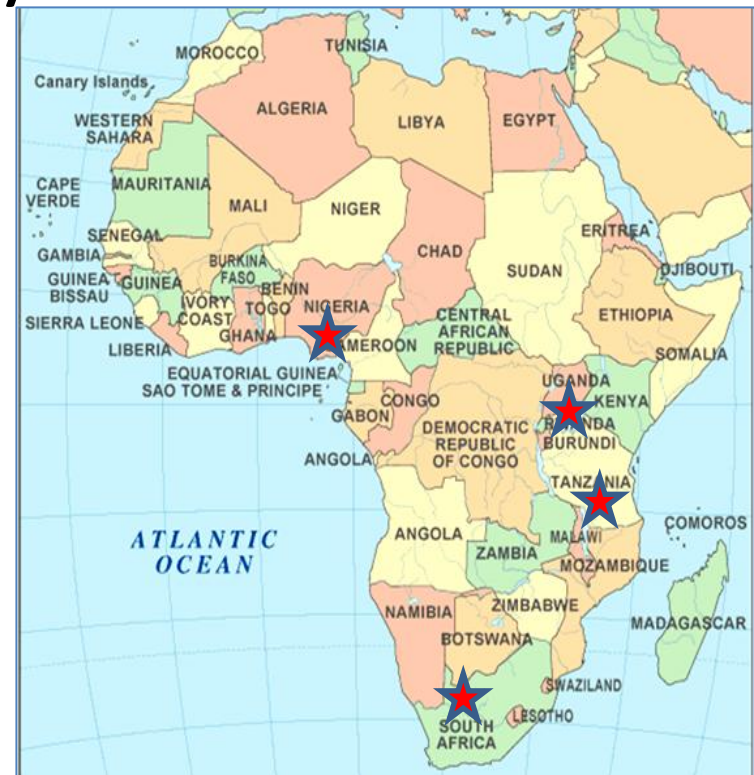 MOROCCO
TUNISIA
Canary Islands
ALGERIA
LIBYA
EGYPT
WESTERN
SAHARA
CAPE
VERDE
MAURITANIA
MALI
NIGER
CHAD
SUDAN
ERITREA
DJIBOUTI
SENEGAL
GAMBIA
GUINEA
BISSAU
GUINEA
BURKINA
FASO
BENIN
NIGERIA
SIERRA LEONE
IVORY
COAST
TOGO
GHANA
LIBERIA
AMEROON
CENTRAL
AFRICAN
REPUBLIC
ETHIOPIA
SOMALIA
EQUATORIAL GUINEA
SAO TOME & PRINCIPE
UGANDA
KENYA
GABON
CONGO
DEMOCRATIC
REPUBLIC
OF CONGO
BURUNDI
ANGOLA
TANZANIA
ATLANTIC
OCEAN
ANGOLA
ZAMBIA
MALAWI
MOZAMBIQUE
COMOROS
NAMIBIA
ZIMBABWE
BOTSWANA
MADAGASCAR
SWAZILAND
LESOTHO
SOUTH
AFRICA